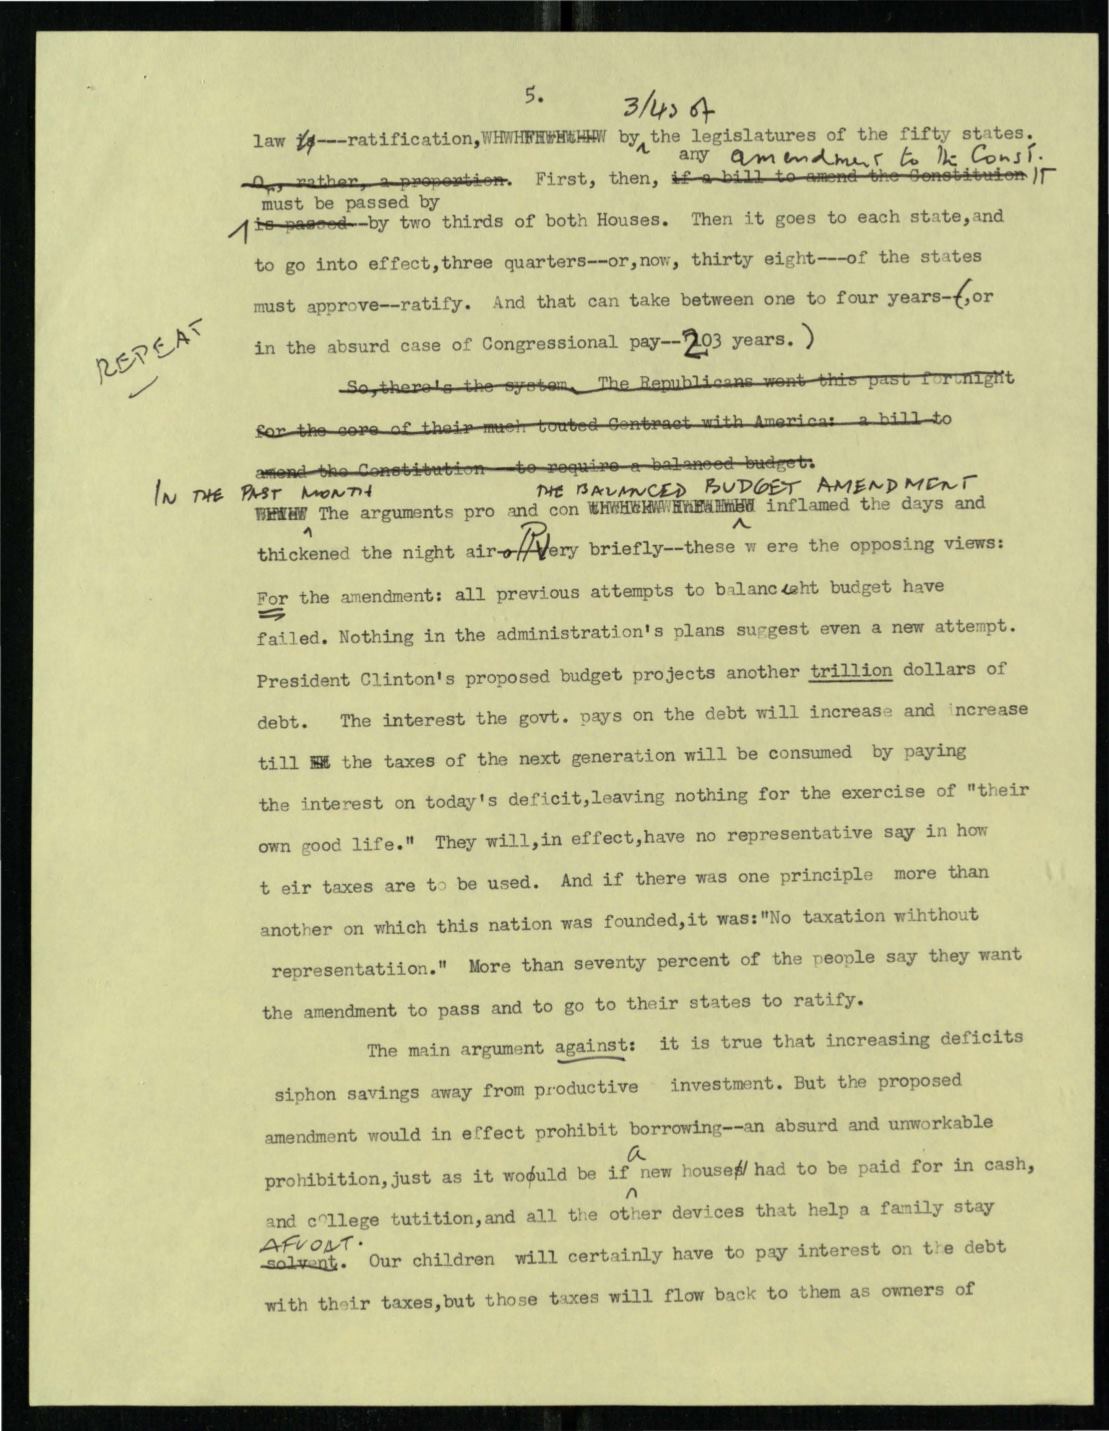 5.
3/4s of
law is---ratification,WHWHFHWHWHHW by the legislatures of the fifty states.
any amendment to the Const.
Or, rather, a proportion. First, then, if a bill to amend the Constituion IT
must be passed by
is passed--by two thirds of both Houses. Then it goes to each state,and
to go into effect,three quarters--or,now, thirty eight---of the states
must approve--ratify. And that can take between one to four years-(,or
REPEAT
in the absurd case of Congressional pay--203 years.)
So,there's the system. The Republicans went this past fortnight
for the core of their much touted Contract with America: a bill to
amend the Constitution--to require a balanced budget.
IN THE PAST MONTH THE BALANCED BUDGET AMENDMENT
The arguments pro and con inflamed the days and
thickened the night air-- Very briefly--these w ere the opposing views:
For the amendment: all previous attempts to balance ht budget have
failed. Nothing in the administration's plans suggest even a new attempt.
President Clinton's proposed budget projects another trillion dollars of
debt. The interest the govt. pays on the debt will increase and increase
till the taxes of the next generation will be consumed by paying
the interest on today's deficit,leaving nothing for the exercise of "their
own good life." They will,in effect,have no representative say in how
t eir taxes are to be used. And if there was one principle more than
another on which this nation was founded,it was:"No taxation wihthout
representatiion." More than seventy percent of the people say they want
the amendment to pass and to go to their states to ratify.
The main argument against: it is true that increasing deficits
siphon savings away from productive investment. But the proposed
amendment would in effect prohibit borrowing--an absurd and unworkable
a
prohibition,just as it woould be if new houses had to be paid for in cash,
and college tutition,and all the other devices that help a family stay
AFLOAT.
solvent. Our children will certainly have to pay interest on the debt
with their taxes,but those taxes will flow back to them as owners of